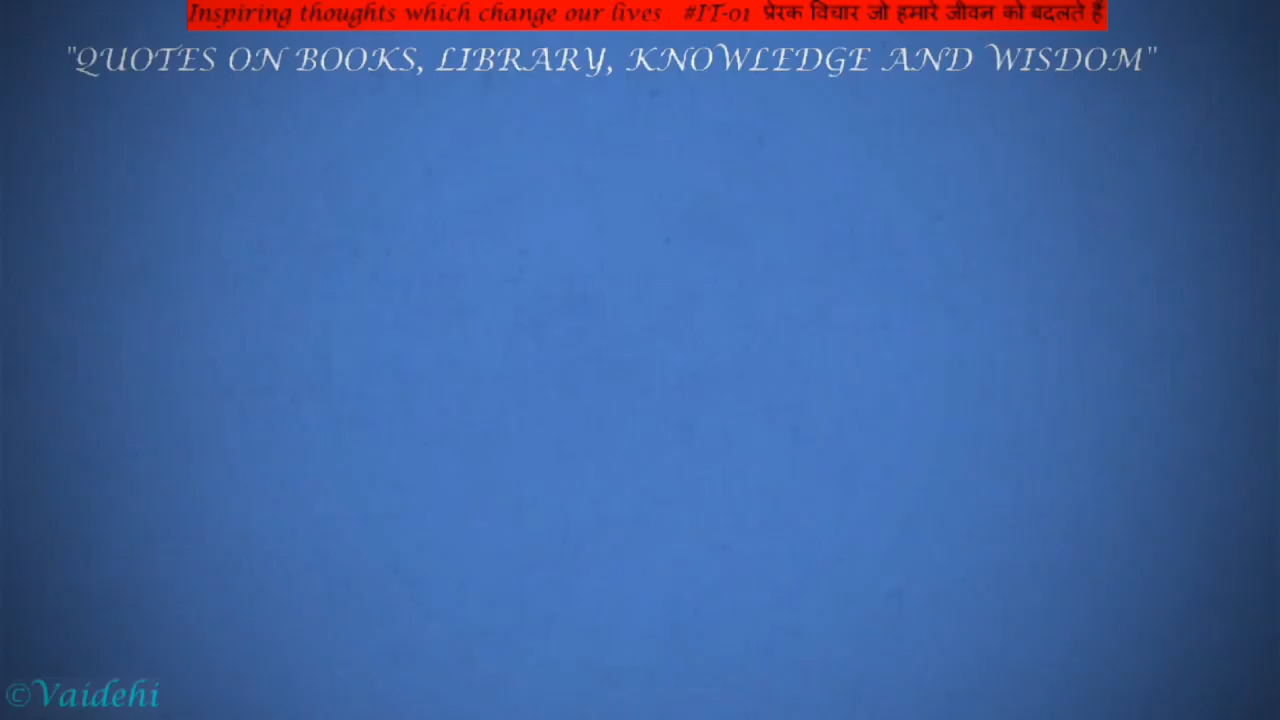 Inspiring thoughts which change our lives #IT-01 प्रेरक विचार जो हमारे जीवन को बदलते हैं
"QUOTES ON BOOKS, LIBRARY, KNOWLEDGE AND WISDOM"
©Vaidehi